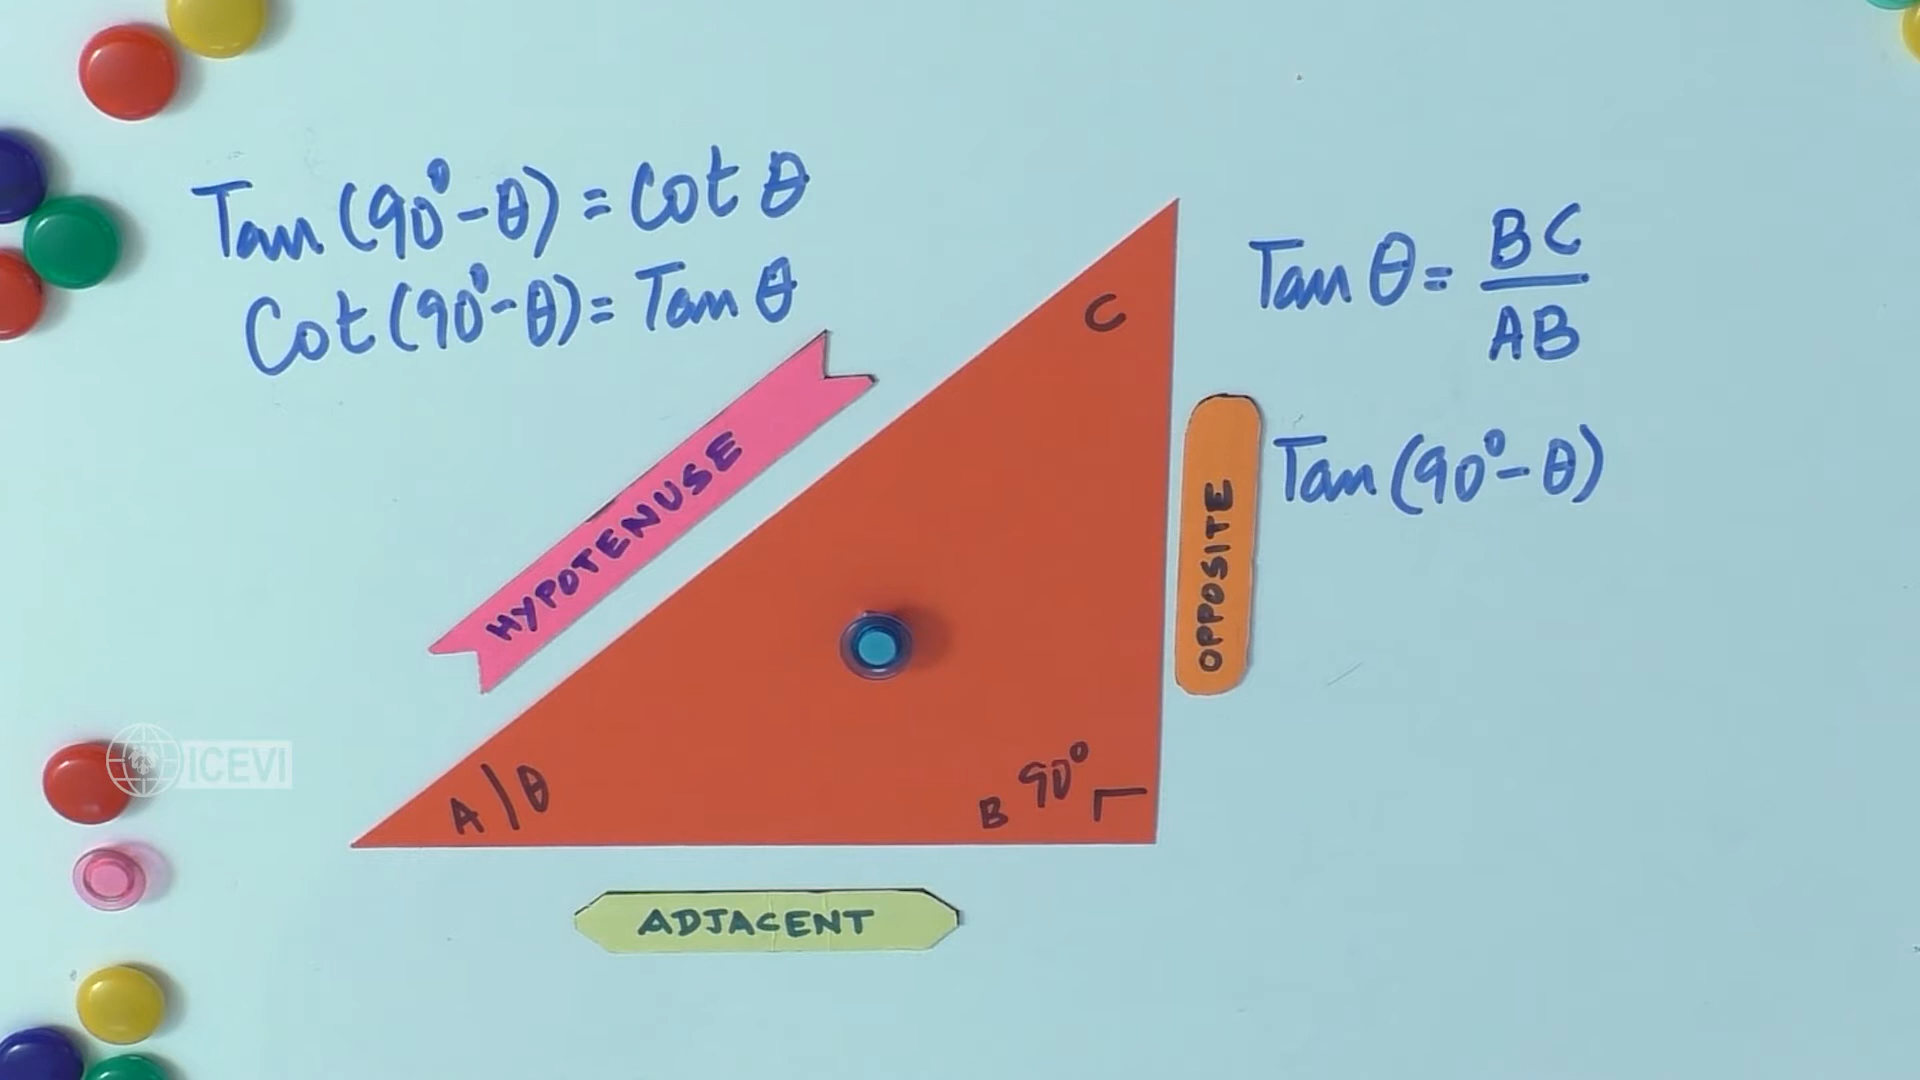 Tan (90°-θ) = Cot θ
Cot (90°-θ) = Tan θ
Tan θ = BC
AB
Tan (90°-θ)
HYPOTENUSE
OPPOSITE
C
A θ
B 90°
ADJACENT
ICEVI